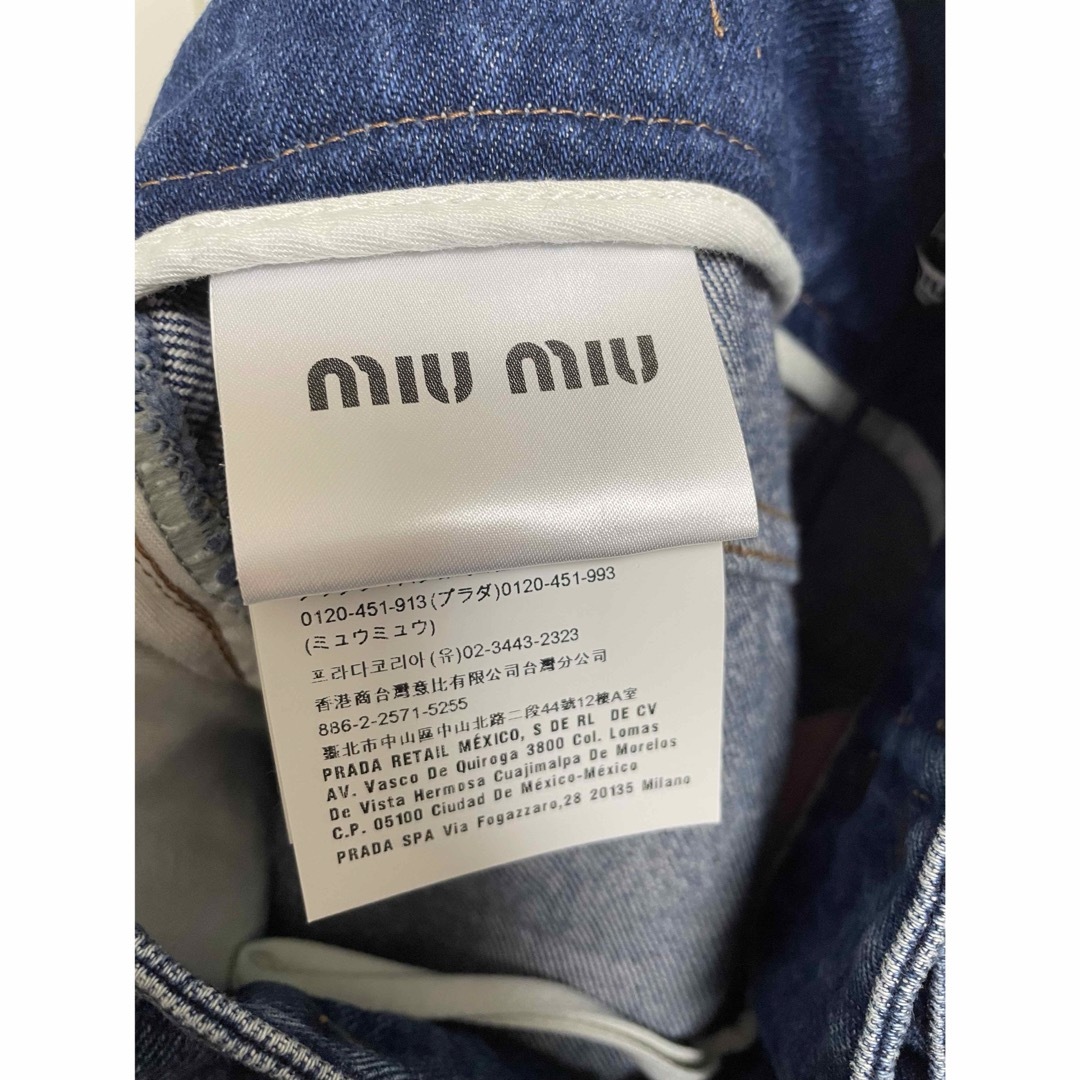 miu miu
0120-451-913(プラダ)0120-451-993
(ミュウミュウ)
프라다코리아(유)02-3443-2323
香港商台灣意比有限公司台灣分公司
886-2-2571-5255
臺北市中山區中山北路二段44號12樓A室
PRADA RETAIL MÉXICO, S DE RL DE CV
AV. Vasco De Quiroga 3800 Col. Lomas
De Vista Hermosa Cuajimalpa De Morelos
C.P. 05100 Ciudad De México-México
PRADA SPA Via Fogazzaro,28 20135 Milano